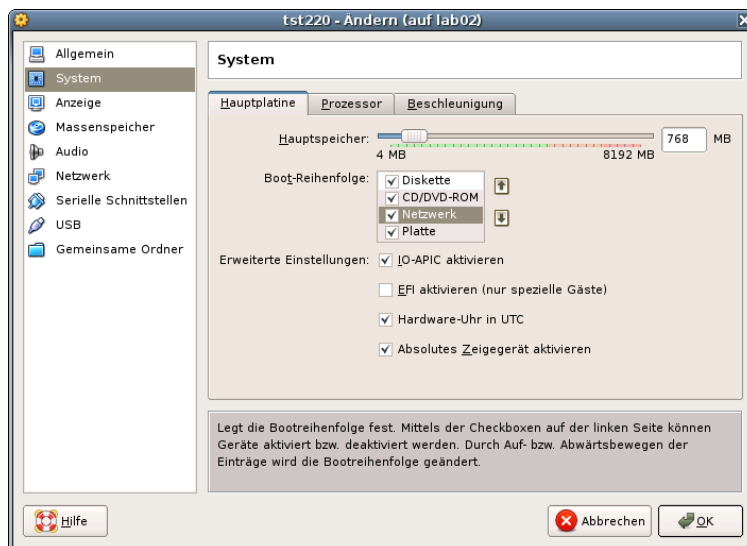 tst220 - Ändern (auf lab02)
Allgemein
System
Anzeige
Massenspeicher
Audio
Netzwerk
Serielle Schnittstellen
USB
Gemeinsame Ordner
System
Hauptplatine Prozessor Beschleunigung
Hauptspeicher: 768 MB
4 MB 8192 MB
Boot-Reihenfolge: Diskette
CD/DVD-ROM
Netzwerk
Platte
Erweiterte Einstellungen: IO-APIC aktivieren
EFI aktivieren (nur spezielle Gäste)
Hardware-Uhr in UTC
Absolutes Zeigegerät aktivieren
Legt die Bootreihenfolge fest. Mittels der Checkboxen auf der linken Seite können
Geräte aktiviert bzw. deaktiviert werden. Durch Auf- bzw. Abwärtsbewegen der
Einträge wird die Bootreihenfolge geändert.
Hilfe Abbrechen OK